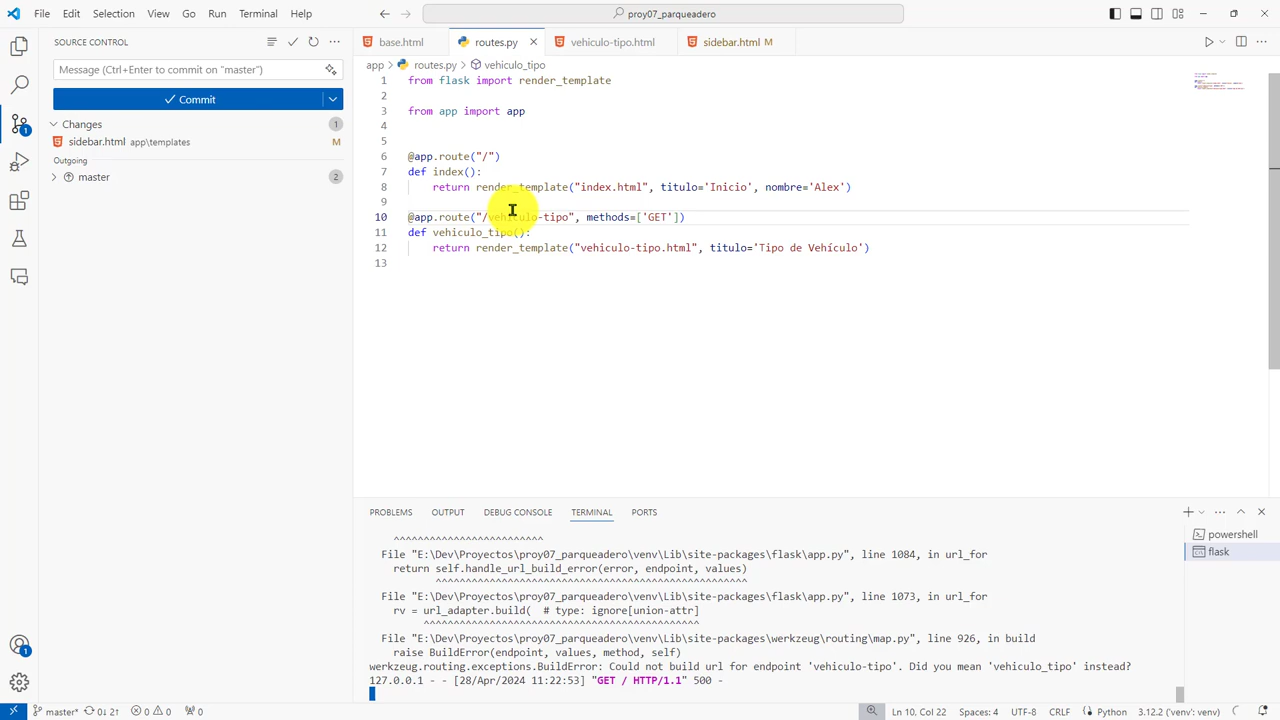 File Edit Selection View Go Run Terminal Help
proy07_parqueadero
SOURCE CONTROL
Message (Ctrl+Enter to commit on "master")
Commit
Changes 1
sidebar.html app\templates M
Outgoing
master 2
1
1
base.html routes.py vehiculo-tipo.html sidebar.html M
app > routes.py > vehiculo_tipo
1 from flask import render_template
2
3 from app import app
4
5
6 @app.route("/")
7 def index():
8 return render_template("index.html", titulo='Inicio', nombre='Alex')
9
10 @app.route("/vehiculo-tipo", methods=['GET'])
11 def vehiculo_tipo():
12 return render_template("vehiculo-tipo.html", titulo='Tipo de Vehículo')
13
PROBLEMS OUTPUT DEBUG CONSOLE TERMINAL PORTS
powershell
flask
^^^^^^^^^^^^^^^^^^^^^^^^^
File "E:\Dev\Proyectos\proy07_parqueadero\venv\Lib\site-packages\flask\app.py", line 1084, in url_for
return self.handle_url_build_error(error, endpoint, values)
^^^^^^^^^^^^^^^^^^^^^^^^^^^^^^^^^^^^^^^^^^^^^^^^^^^^
File "E:\Dev\Proyectos\proy07_parqueadero\venv\Lib\site-packages\flask\app.py", line 1073, in url_for
rv = url_adapter.build( # type: ignore[union-attr]
^^^^^^^^^^^^^^^^^^^^^^^^^^^^^^^^^^^^^^^^^^^^^
File "E:\Dev\Proyectos\proy07_parqueadero\venv\Lib\site-packages\werkzeug\routing\map.py", line 926, in build
raise BuildError(endpoint, values, method, self)
werkzeug.routing.exceptions.BuildError: Could not build url for endpoint 'vehiculo-tipo'. Did you mean 'vehiculo_tipo' instead?
127.0.0.1 - - [28/Apr/2024 11:22:53] "GET / HTTP/1.1" 500 -
master* 0↓ 2↑ 0 0 0 Ln 10, Col 22 Spaces: 4 UTF-8 CRLF Python 3.12.2 ('venv': venv)